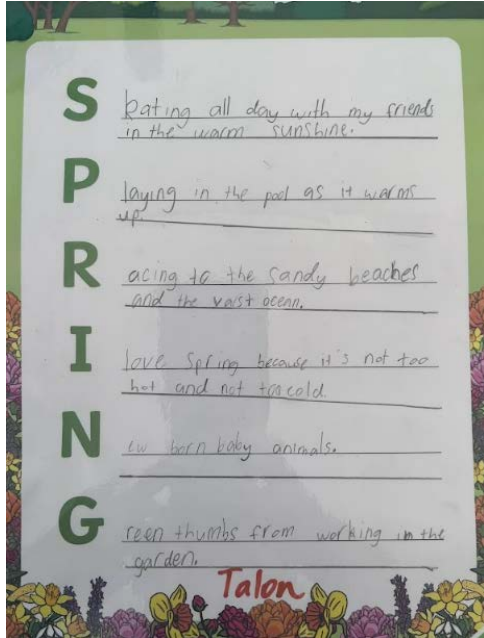 S kating all day with my friends
in the warm sunshine.
P laying in the pool as it warms
up.
R acing to the sandy beaches
and the vast ocean.
I love Spring because it's not too
hot and not too cold.
N ew born baby animals.
G reen thumbs from working in the
garden.
Talon